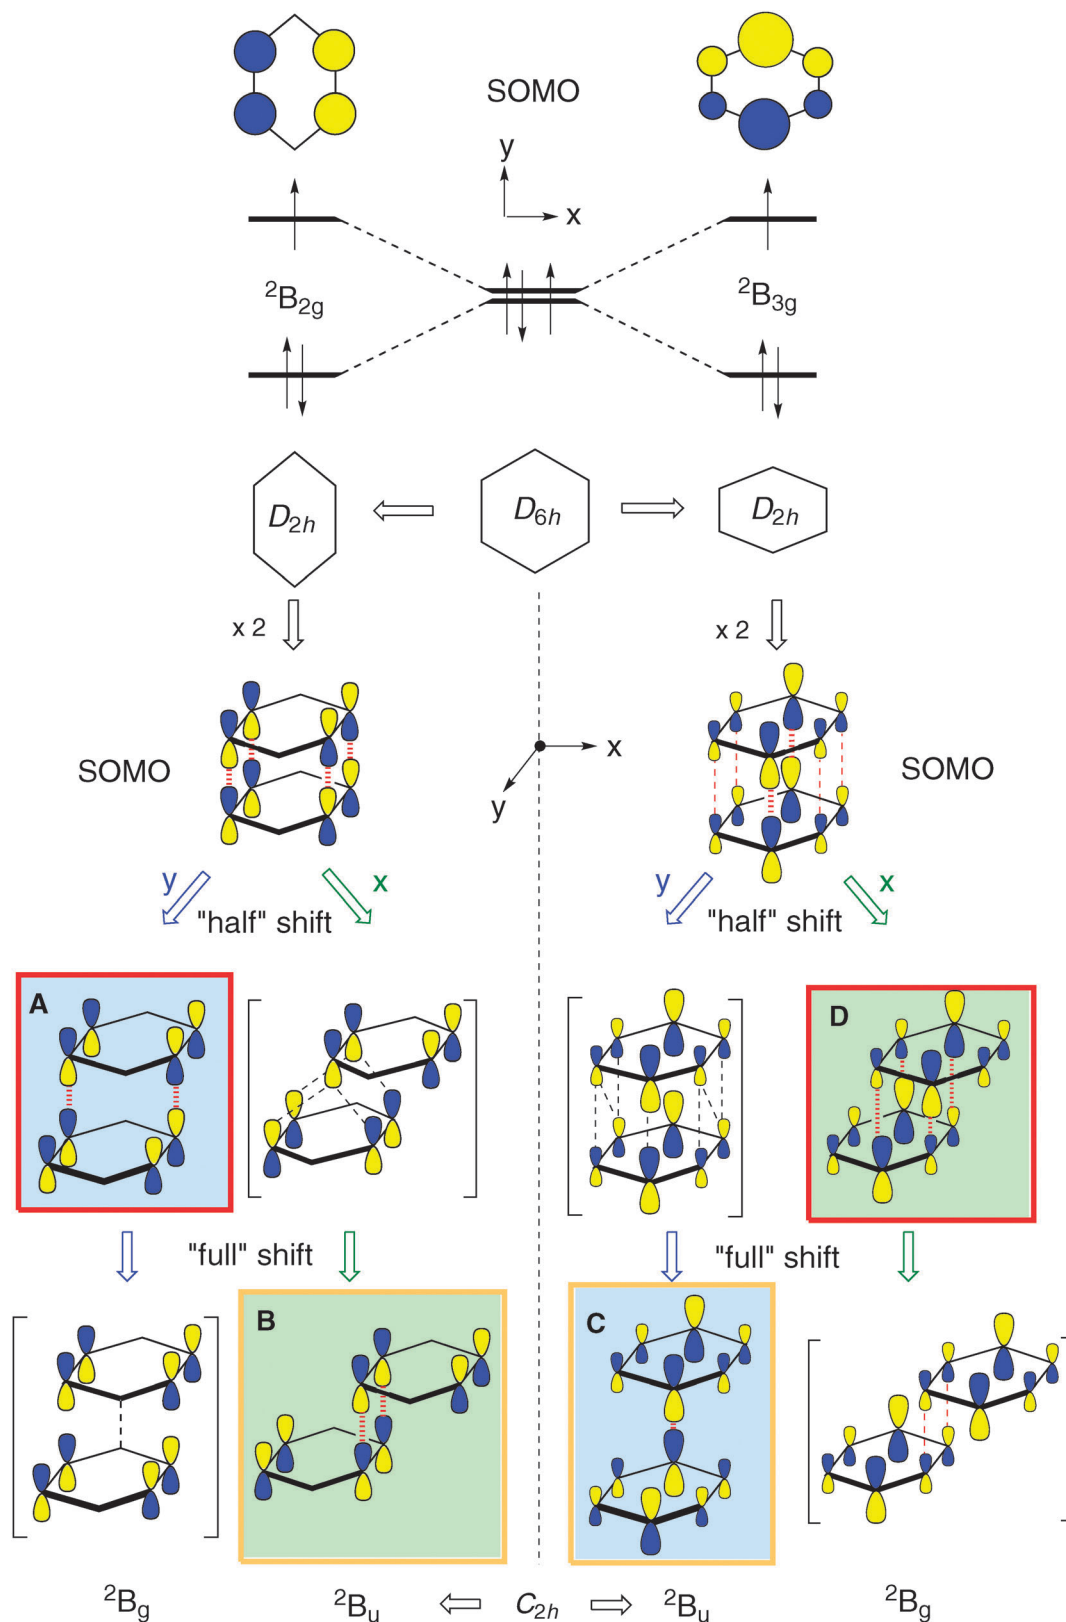 SOMO
y
x
²B₂g
²B₃g
D₂ₕ
D₆ₕ
D₂ₕ
x 2
x 2
SOMO
x
y
SOMO
y
x
"half" shift
y
x
"half" shift
A
D
"full" shift
"full" shift
B
C
²Bg
²Bᵤ
C₂ₕ
²Bᵤ
²Bg